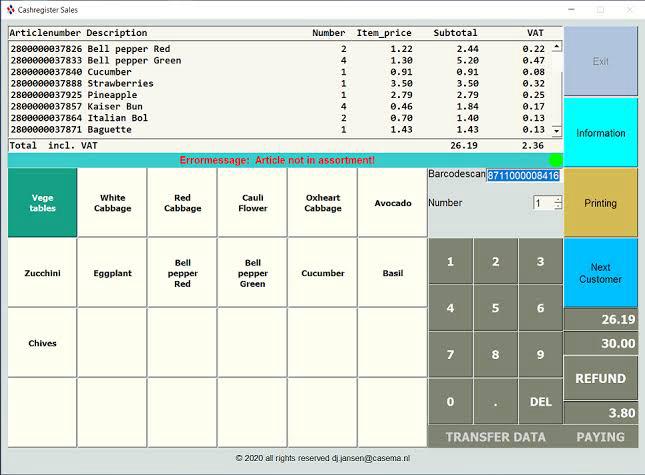 Cashregister Sales
Articlenumber Description Number Item_price Subtotal VAT
2800000037826 Bell pepper Red 2 1.22 2.44 0.22
2800000037833 Bell pepper Green 4 1.30 5.20 0.47
2800000037840 Cucumber 1 0.91 0.91 0.08
2800000037888 Strawberries 1 3.50 3.50 0.32
2800000037925 Pineapple 1 2.79 2.79 0.25
2800000037857 Kaiser Bun 4 0.46 1.84 0.17
2800000037864 Italian Bol 2 0.70 1.40 0.13
2800000037871 Baguette 1 1.43 1.43 0.13
Total incl. VAT 26.19 2.36
Errormessage: Article not in assortment!
Exit
Information
Printing
Next
Customer
Barcodescan 8711000008416
Number 1
Vege
tables
White
Cabbage
Red
Cabbage
Cauli
Flower
Oxheart
Cabbage
Avocado
Zucchini
Eggplant
Bell
pepper
Red
Bell
pepper
Green
Cucumber
Basil
Chives
1 2 3
4 5 6
7 8 9
0 . DEL
26.19
30.00
REFUND
3.80
TRANSFER DATA PAYING
© 2020 all rights reserved dj.jansen@casema.nl